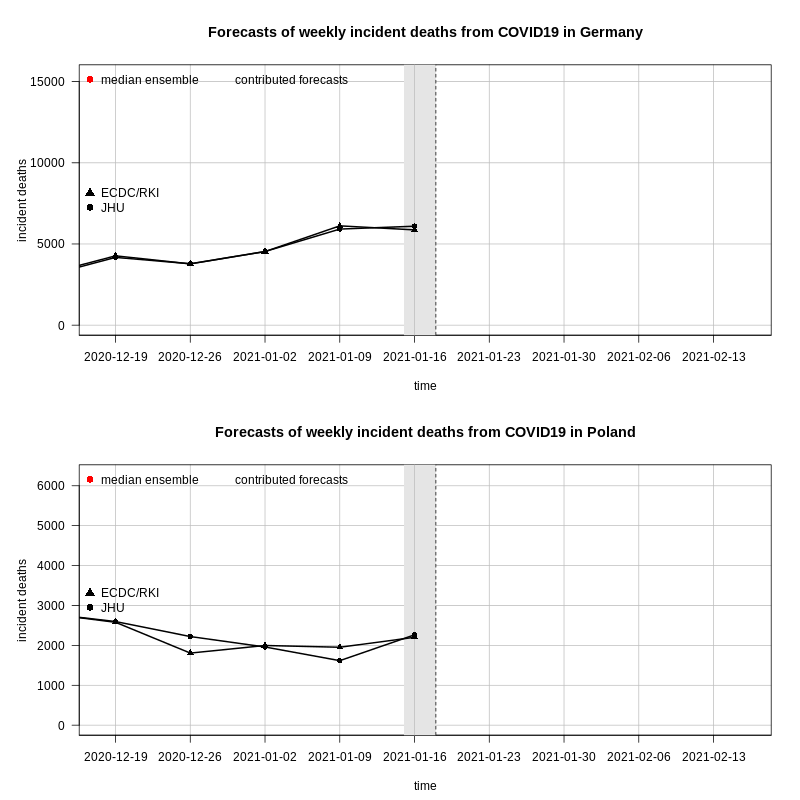 Forecasts of weekly incident deaths from COVID19 in Germany
median ensemble contributed forecasts
15000
10000
5000
0
incident deaths
ECDC/RKI
JHU
2020-12-19 2020-12-26 2021-01-02 2021-01-09 2021-01-16 2021-01-23 2021-01-30 2021-02-06 2021-02-13
time
Forecasts of weekly incident deaths from COVID19 in Poland
median ensemble contributed forecasts
6000
5000
4000
3000
2000
1000
0
incident deaths
ECDC/RKI
JHU
2020-12-19 2020-12-26 2021-01-02 2021-01-09 2021-01-16 2021-01-23 2021-01-30 2021-02-06 2021-02-13
time